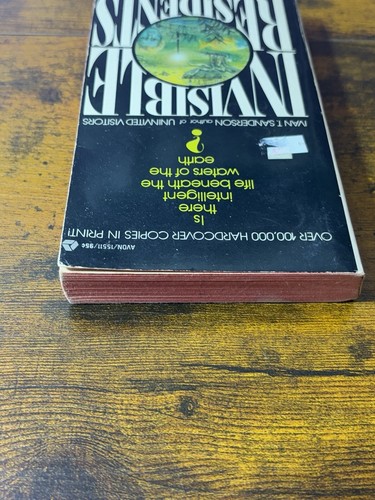 AVON/15511/95¢
OVER 100,000 HARDCOVER COPIES IN PRINT!
Is
there
intelligent
life beneath the
waters of the
earth
?
IVAN T. SANDERSON author of UNINVITED VISITORS
INVISIBLE
RESIDENTS